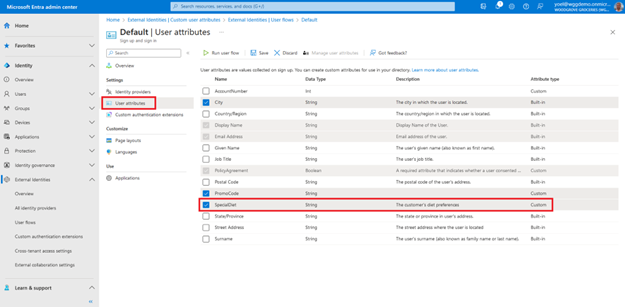 Microsoft Entra admin center
Search resources, services, and docs (G+/)
Home > External Identities | Custom user attributes > External Identities | User flows > Default
Default | User attributes
Sign up and sign in
Search
Run user flow
Save
Discard
Manage user attributes
Got feedback?
Home
Favorites
Identity
Overview
Users
Groups
Devices
Applications
Protection
Identity governance
External Identities
Overview
All identity providers
User flows
Custom authentication extensions
Cross-tenant access settings
External collaboration settings
Learn & support
Overview
Settings
Identity providers
User attributes
Custom authentication extensions
Customize
Page layouts
Languages
Use
Applications
User attributes are values collected on sign up. You can create custom attributes for use in your directory. Learn more about user attributes.
Name Data Type Description Attribute type
AccountNumber Int Custom
City String The city in which the user is located. Built-in
Country/Region String The country/region in which the user is located. Built-in
Display Name String Display Name of the User. Built-in
Email Address String Email address of the user. Built-in
Given Name String The user's given name (also known as first name). Built-in
Job Title String The user's job title. Built-in
PolicyAgreement Boolean A required attribute that indicates whether a user consented ... Custom
Postal Code String The postal code of the user's address. Built-in
PromoCode String Custom
SpecialDiet String The customer's diet preferences Custom
State/Province String The state or province in user's address. Built-in
Street Address String The street address where the user is located Built-in
Surname String The user's surname (also known as family name or last name). Built-in